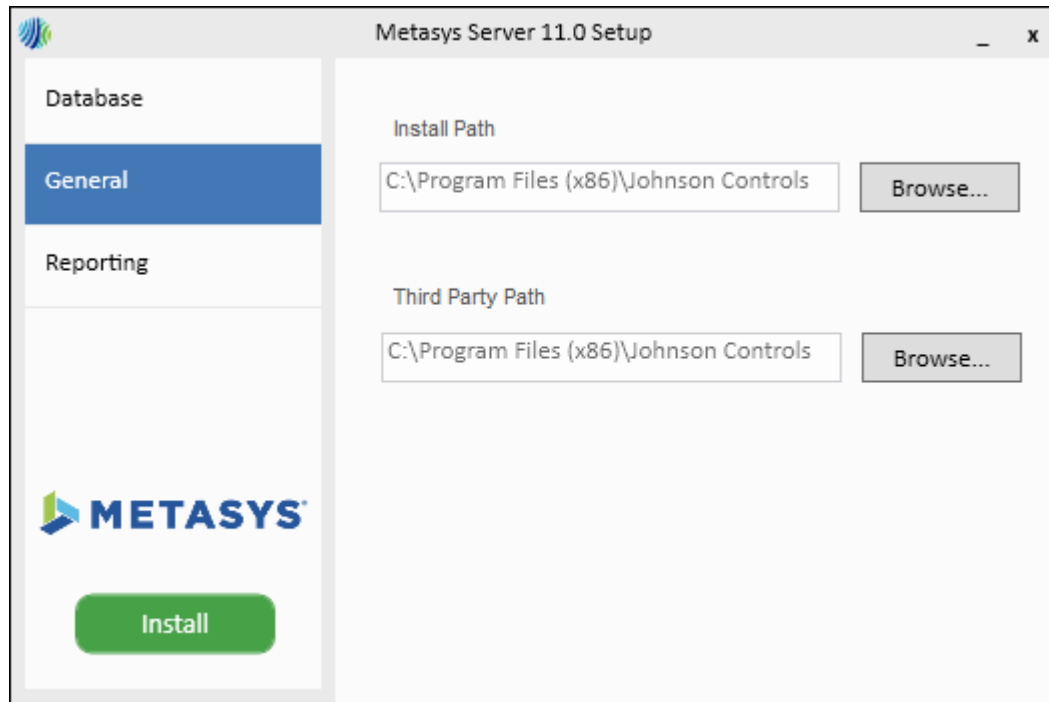 Metasys Server 11.0 Setup
_ x
Database
General
Reporting
METASYS
Install
Install Path
C:\Program Files (x86)\Johnson Controls
Browse...
Third Party Path
C:\Program Files (x86)\Johnson Controls
Browse...